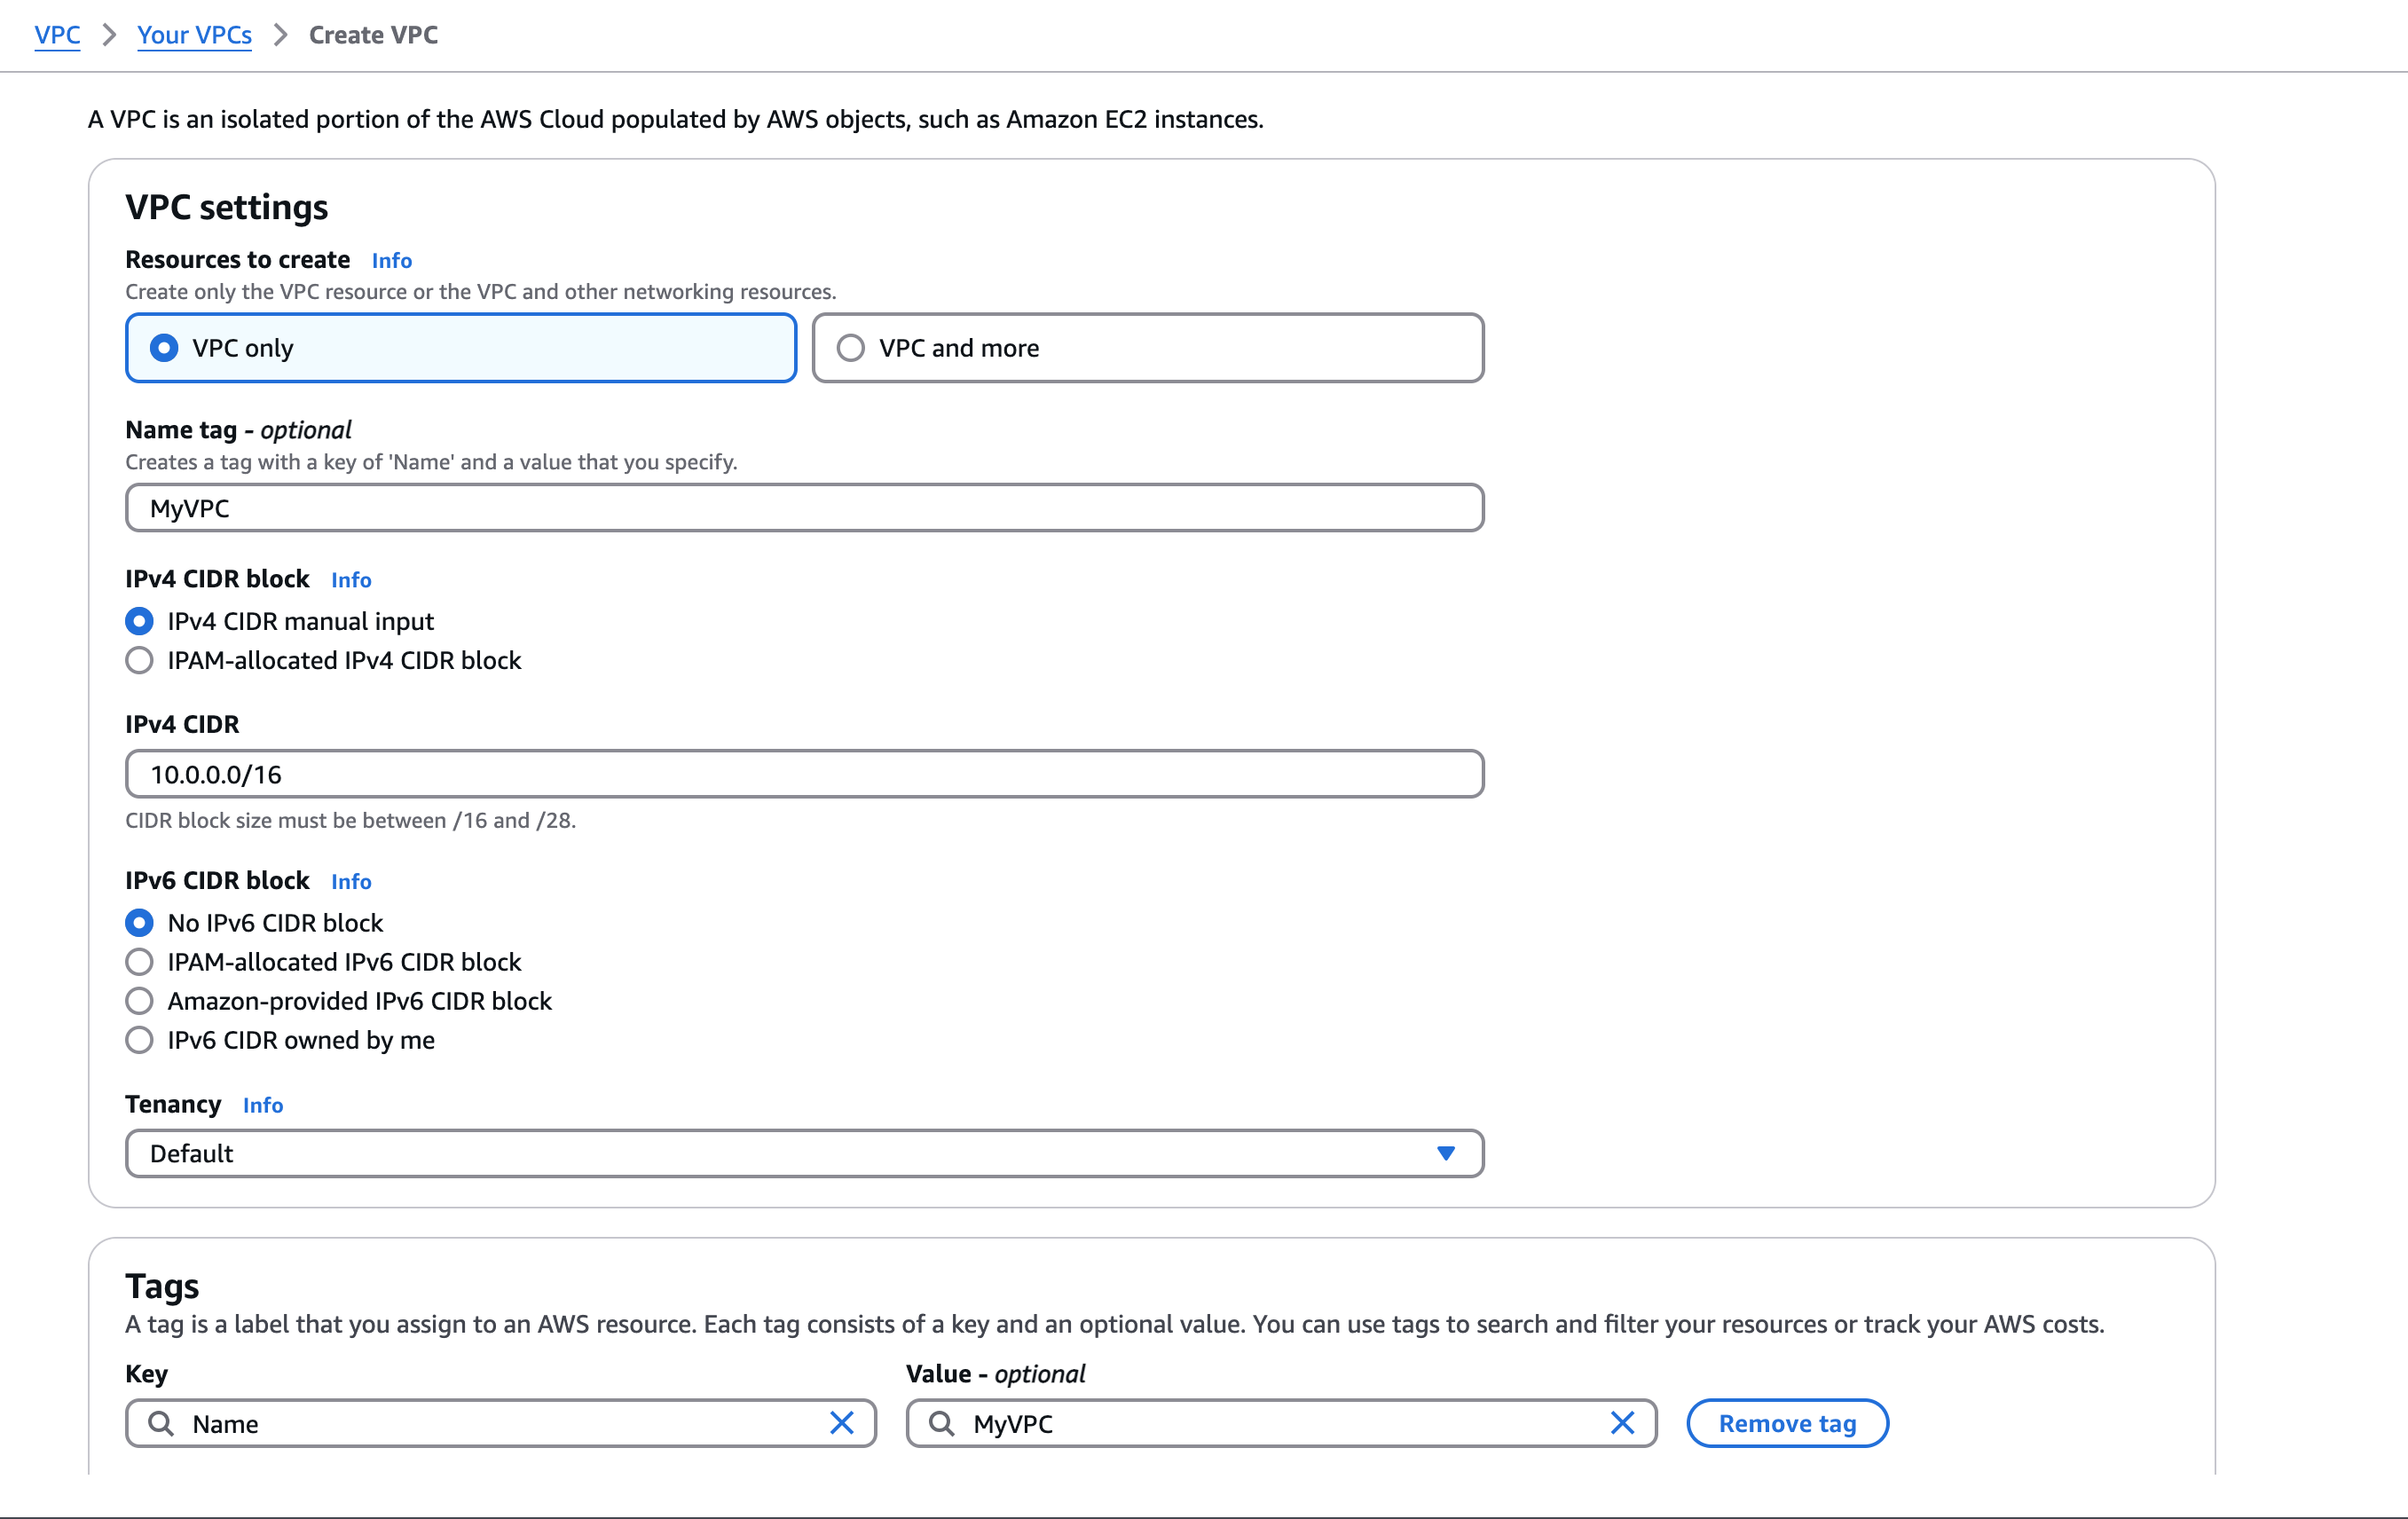 VPC > Your VPCs > Create VPC
A VPC is an isolated portion of the AWS Cloud populated by AWS objects, such as Amazon EC2 instances.
VPC settings
Resources to create Info
Create only the VPC resource or the VPC and other networking resources.
VPC only VPC and more
Name tag - optional
Creates a tag with a key of 'Name' and a value that you specify.
MyVPC
IPv4 CIDR block Info
IPv4 CIDR manual input
IPAM-allocated IPv4 CIDR block
IPv4 CIDR
10.0.0.0/16
CIDR block size must be between /16 and /28.
IPv6 CIDR block Info
No IPv6 CIDR block
IPAM-allocated IPv6 CIDR block
Amazon-provided IPv6 CIDR block
IPv6 CIDR owned by me
Tenancy Info
Default
Tags
A tag is a label that you assign to an AWS resource. Each tag consists of a key and an optional value. You can use tags to search and filter your resources or track your AWS costs.
Key Value - optional
Name MyVPC Remove tag